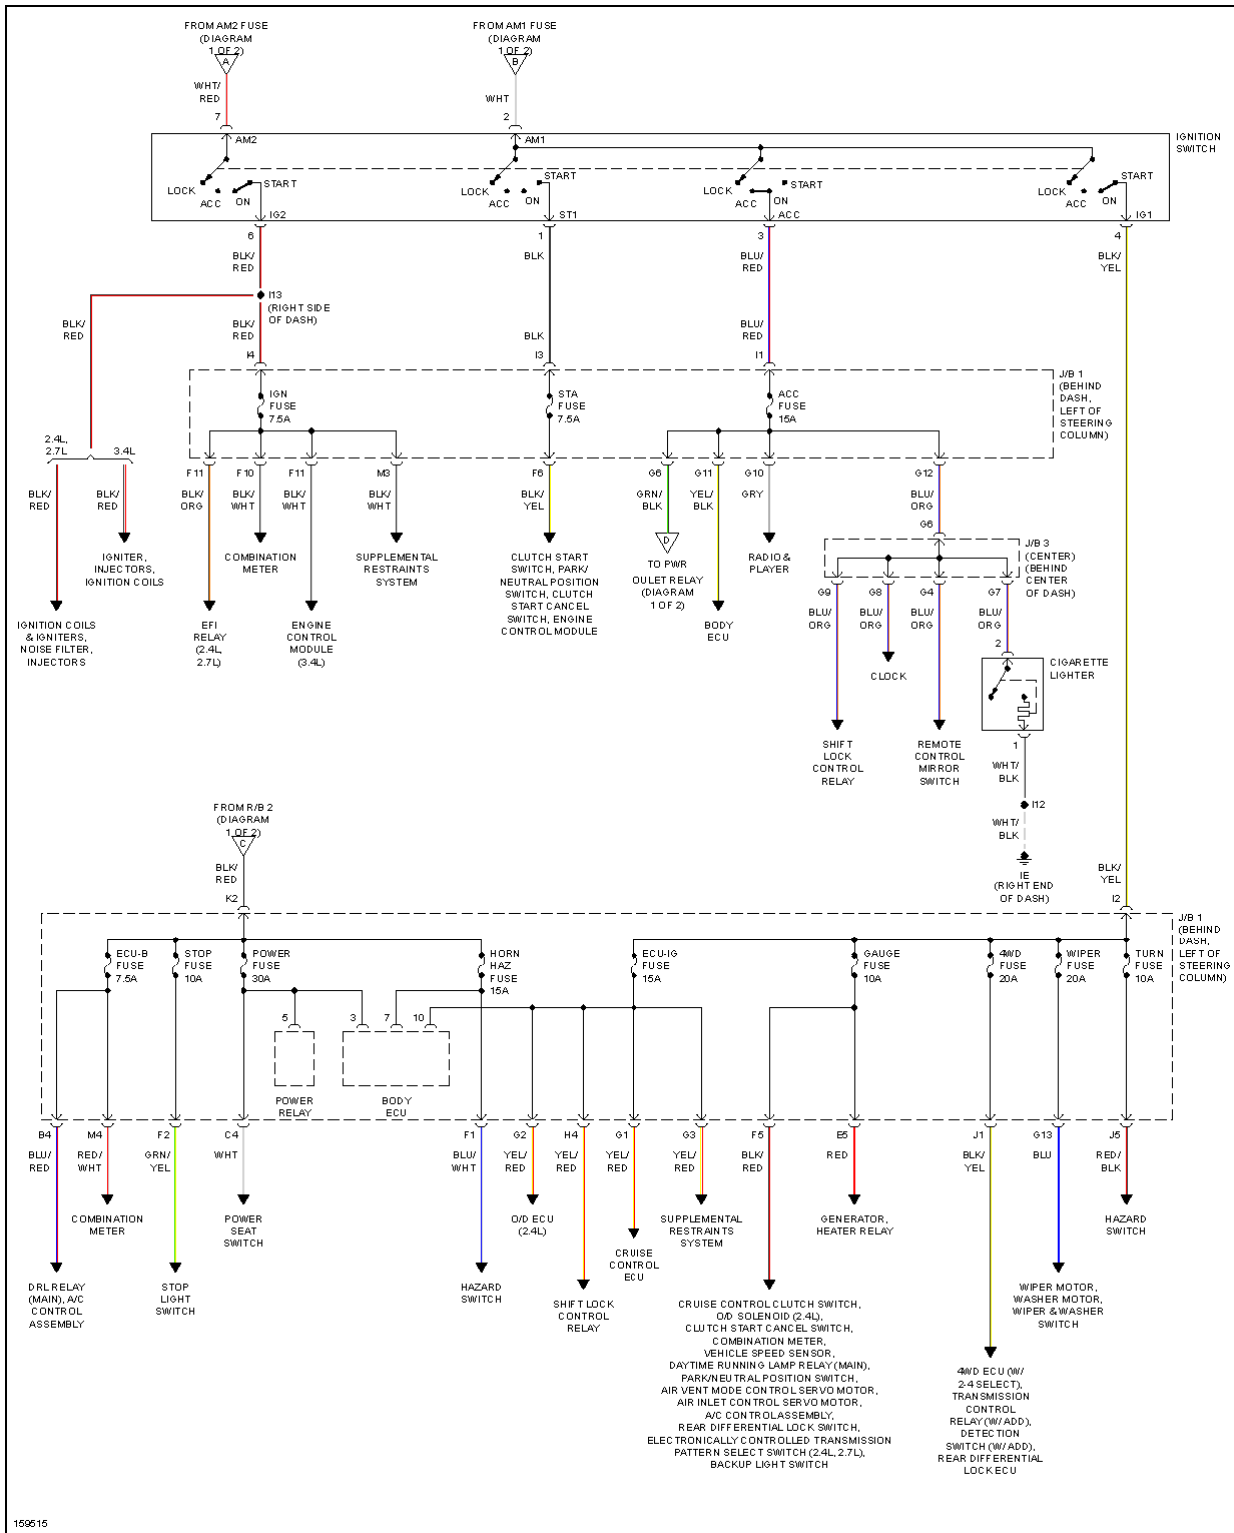 FROM AM2 FUSE
(DIAGRAM
1 OF 2)
A
FROM AM1 FUSE
(DIAGRAM
1 OF 2)
B
WHT/
RED
WHT
7
2
AM2
AM1
IGNITION
SWITCH
LOCK
ACC
ON
START
LOCK
ACC
ON
START
LOCK
ACC
ON
START
LOCK
ACC
ON
START
IG2
ST1
ACC
IG1
6
1
3
4
BLK/
RED
BLK
BLU/
RED
BLK/
YEL
I13
(RIGHT SIDE
OF DASH)
BLK/
RED
BLK/
RED
BLK
BLU/
RED
I4
I3
I1
IGN
FUSE
7.5A
STA
FUSE
7.5A
ACC
FUSE
15A
J/B 1
(BEHIND
DASH,
LEFT OF
STEERING
COLUMN)
2.4L,
2.7L
3.4L
F11
F10
F11
M3
F6
G6
G11
G10
G12
BLK/
RED
BLK/
RED
BLK/
ORG
BLK/
WHT
BLK/
WHT
BLK/
WHT
BLK/
YEL
GRN/
BLK
YEL/
BLK
GRY
BLU/
ORG
G6
D
J/B 3
(CENTER)
(BEHIND
CENTER
OF DASH)
IGNITER,
INJECTORS,
IGNITION COILS
COMBINATION
METER
SUPPLEMENTAL
RESTRAINTS
SYSTEM
CLUTCH START
SWITCH, PARK/
NEUTRAL POSITION
SWITCH, CLUTCH
START CANCEL
SWITCH, ENGINE
CONTROL MODULE
TO PWR
OULET RELAY
(DIAGRAM
1 OF 2)
RADIO &
PLAYER
G9
G8
G4
G7
BLU/
ORG
BLU/
ORG
BLU/
ORG
BLU/
ORG
IGNITION COILS
& IGNITERS,
NOISE FILTER,
INJECTORS
EFI
RELAY
(2.4L,
2.7L)
ENGINE
CONTROL
MODULE
(3.4L)
BODY
ECU
CLOCK
2
CIGARETTE
LIGHTER
SHIFT
LOCK
CONTROL
RELAY
REMOTE
CONTROL
MIRROR
SWITCH
1
WHT/
BLK
I12
WHT/
BLK
IE
(RIGHT END
OF DASH)
FROM R/B 2
(DIAGRAM
1 OF 2)
C
BLK/
RED
K2
BLK/
YEL
I2
J/B 1
(BEHIND
DASH,
LEFT OF
STEERING
COLUMN)
ECU-B
FUSE
7.5A
STOP
FUSE
10A
POWER
FUSE
30A
HORN
HAZ
FUSE
15A
ECU-IG
FUSE
15A
GAUGE
FUSE
10A
4WD
FUSE
20A
WIPER
FUSE
20A
TURN
FUSE
10A
5
3
7
10
POWER
RELAY
BODY
ECU
B4
M4
F2
C4
F1
G2
H4
G1
G3
F5
E5
J1
G13
J5
BLU/
RED
RED/
WHT
GRN/
YEL
WHT
BLU/
WHT
YEL/
RED
YEL/
RED
YEL/
RED
YEL/
RED
BLK/
RED
RED
BLK/
YEL
BLU
RED/
BLK
COMBINATION
METER
POWER
SEAT
SWITCH
O/D ECU
(2.4L)
CRUISE
CONTROL
ECU
SUPPLEMENTAL
RESTRAINTS
SYSTEM
GENERATOR,
HEATER RELAY
HAZARD
SWITCH
DRL RELAY
(MAIN), A/C
CONTROL
ASSEMBLY
STOP
LIGHT
SWITCH
HAZARD
SWITCH
SHIFT LOCK
CONTROL
RELAY
CRUISE CONTROL CLUTCH SWITCH,
O/D SOLENOID (2.4L),
CLUTCH START CANCEL SWITCH,
COMBINATION METER,
VEHICLE SPEED SENSOR,
DAYTIME RUNNING LAMP RELAY (MAIN),
PARK/NEUTRAL POSITION SWITCH,
AIR VENT MODE CONTROL SERVO MOTOR,
AIR INLET CONTROL SERVO MOTOR,
A/C CONTROL ASSEMBLY,
REAR DIFFERENTIAL LOCK SWITCH,
ELECTRONICALLY CONTROLLED TRANSMISSION
PATTERN SELECT SWITCH (2.4L, 2.7L),
BACKUP LIGHT SWITCH
WIPER MOTOR,
WASHER MOTOR,
WIPER & WASHER
SWITCH
4WD ECU (W/
2-4 SELECT),
TRANSMISSION
CONTROL
RELAY (W/ ADD),
DETECTION
SWITCH (W/ ADD),
REAR DIFFERENTIAL
LOCK ECU
159515